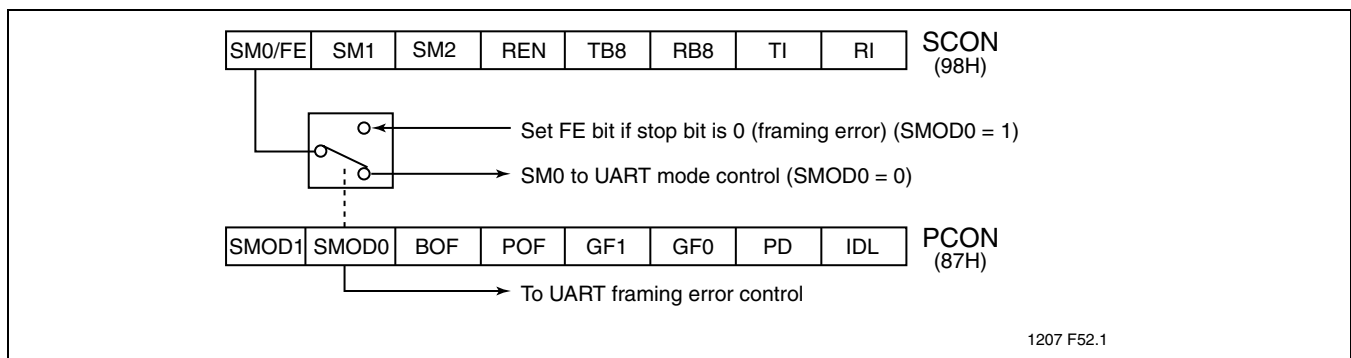 SM0/FE SM1 SM2 REN TB8 RB8 TI RI SCON
(98H)
Set FE bit if stop bit is 0 (framing error) (SMOD0 = 1)
SM0 to UART mode control (SMOD0 = 0)
SMOD1 SMOD0 BOF POF GF1 GF0 PD IDL PCON
(87H)
To UART framing error control
1207 F52.1